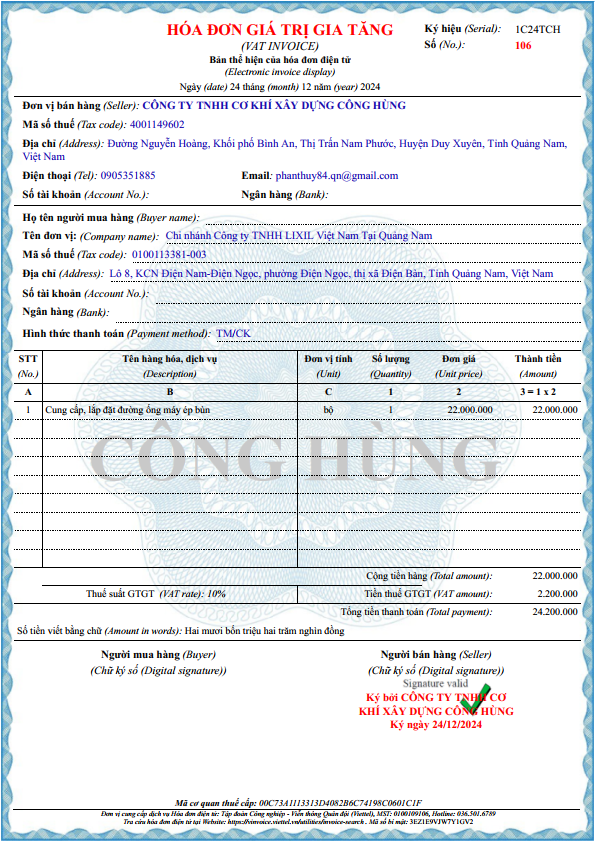 HÓA ĐƠN GIÁ TRỊ GIA TĂNG
(VAT INVOICE)
Bản thể hiện của hóa đơn điện tử
(Electronic invoice display)
Ngày (date) 24 tháng (month) 12 năm (year) 2024
Ký hiệu (Serial): 1C24TCH
Số (No.): 106
Đơn vị bán hàng (Seller): CÔNG TY TNHH CƠ KHÍ XÂY DỰNG CÔNG HÙNG
Mã số thuế (Tax code): 4001149602
Địa chỉ (Address): Đường Nguyễn Hoàng, Khối phố Bình An, Thị Trấn Nam Phước, Huyện Duy Xuyên, Tỉnh Quảng Nam,
Việt Nam
Điện thoại (Tel): 0905351885 Email: phanthuy84.qn@gmail.com
Số tài khoản (Account No.): Ngân hàng (Bank):
Họ tên người mua hàng (Buyer name):
Tên đơn vị: (Company name): Chi nhánh Công ty TNHH LIXIL Việt Nam Tại Quảng Nam
Mã số thuế (Tax code): 0100113381-003
Địa chỉ (Address): Lô 8, KCN Điện Nam-Điện Ngọc, phường Điện Ngọc, thị xã Điện Bàn, Tỉnh Quảng Nam, Việt Nam
Số tài khoản (Account No.):
Ngân hàng (Bank):
Hình thức thanh toán (Payment method): TM/CK
STT Tên hàng hóa, dịch vụ Đơn vị tính Số lượng Đơn giá Thành tiền
(No.) (Description) (Unit) (Quantity) (Unit price) (Amount)
A B C 1 2 3 = 1 x 2
1 Cung cấp, lắp đặt đường ống máy ép bùn bộ 1 22.000.000 22.000.000
CÔNG HÙNG
Cộng tiền hàng (Total amount): 22.000.000
Thuế suất GTGT (VAT rate): 10% Tiền thuế GTGT (VAT amount): 2.200.000
Tổng tiền thanh toán (Total payment): 24.200.000
Số tiền viết bằng chữ (Amount in words): Hai mươi bốn triệu hai trăm nghìn đồng
Người mua hàng (Buyer) Người bán hàng (Seller)
(Chữ ký số (Digital signature)) (Chữ ký số (Digital signature))
Signature valid
Ký bởi CÔNG TY TNHH CƠ
KHÍ XÂY DỰNG CÔNG HÙNG
Ký ngày 24/12/2024
Mã cơ quan thuế cấp: 00C73A1113313D4082B6C74198C0601C1F
Đơn vị cung cấp dịch vụ Hóa đơn điện tử: Tập đoàn Công nghiệp - Viễn thông Quân đội (Viettel), MST: 0100109106, Hotline: 036.501.6789
Tra cứu hóa đơn điện tử tại Website: https://vinvoice.viettel.vn/utilities/invoice-search . Mã số bí mật: 3EZ1E9VJW7Y1GV2